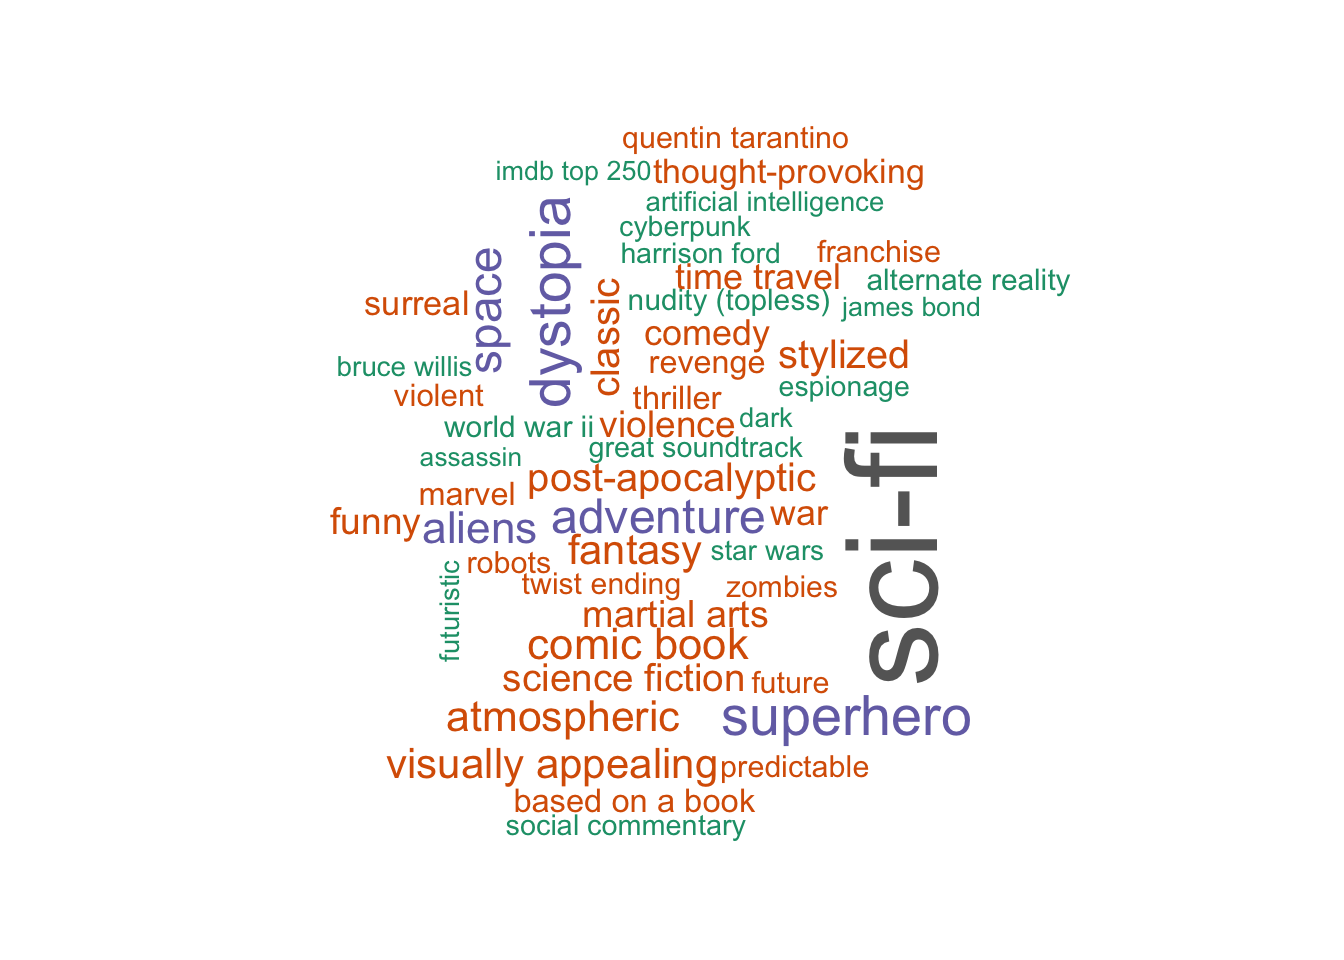 quentin tarantino
imdb top 250
thought-provoking
artificial intelligence
cyberpunk
harrison ford
franchise
time travel
alternate reality
surreal
space
dystopia
classic
nudity (topless)
james bond
comedy
stylized
bruce willis
revenge
violent
thriller
espionage
world war ii
violence
dark
assassin
great soundtrack
sci-fi
post-apocalyptic
marvel
funny
aliens
adventure
war
robots
fantasy
star wars
futuristic
twist ending
zombies
martial arts
comic book
science fiction
future
atmospheric
superhero
visually appealing
predictable
based on a book
social commentary